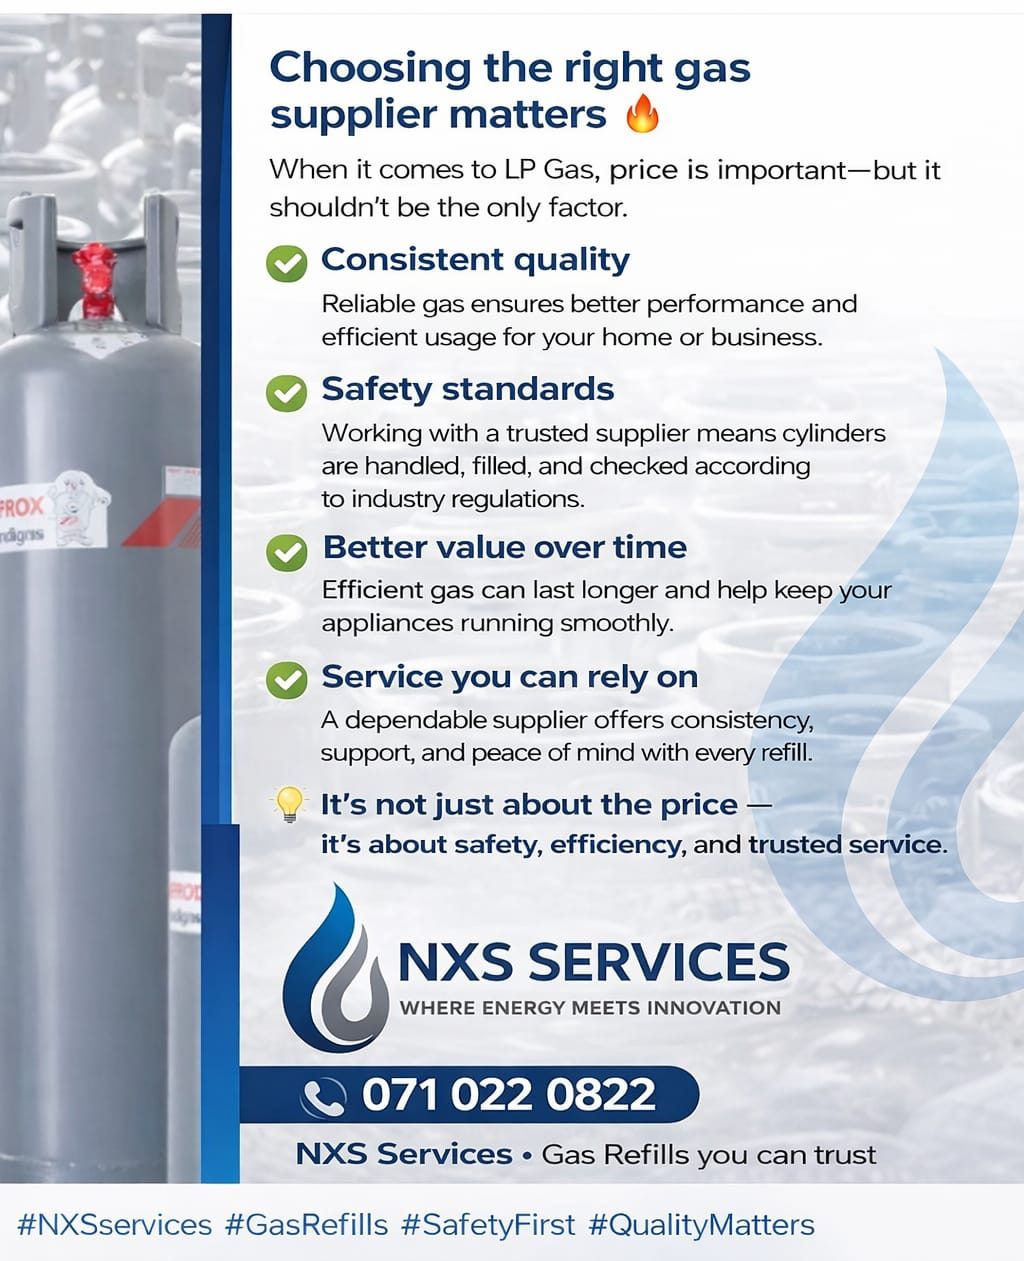 Choosing the right gas
supplier matters 🔥
When it comes to LP Gas, price is important—but it
shouldn't be the only factor.
Consistent quality
Reliable gas ensures better performance and
efficient usage for your home or business.
Safety standards
Working with a trusted supplier means cylinders
are handled, filled, and checked according
to industry regulations.
Better value over time
Efficient gas can last longer and help keep your
appliances running smoothly.
Service you can rely on
A dependable supplier offers consistency,
support, and peace of mind with every refill.
It's not just about the price —
it's about safety, efficiency, and trusted service.
FROX
NXS SERVICES
WHERE ENERGY MEETS INNOVATION
071 022 0822
NXS Services • Gas Refills you can trust
#NXSservices #GasRefills #SafetyFirst #QualityMatters